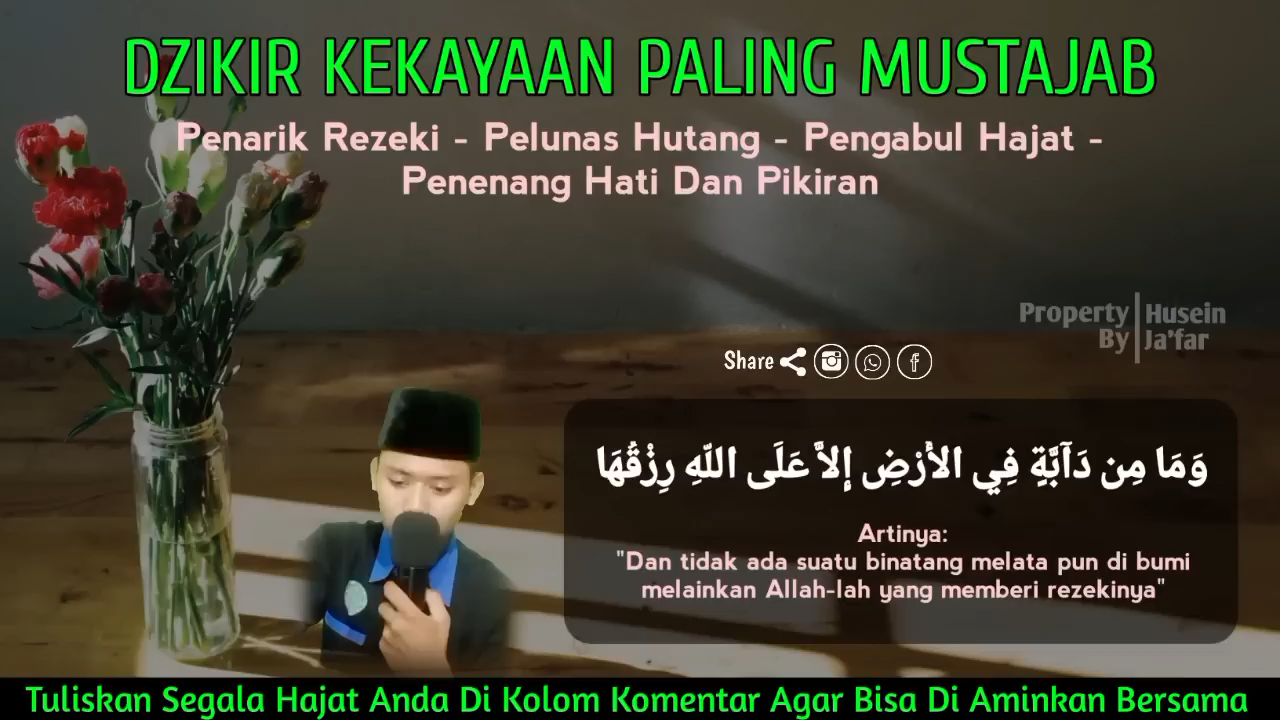 DZIKIR KEKAYAAN PALING MUSTAJAB
Penarik Rezeki - Pelunas Hutang - Pengabul Hajat -
Penenang Hati Dan Pikiran
Property By
Husein Ja'far
Share
وَمَا مِن دَآبَّةٍ فِي الأَرْضِ إِلاَّ عَلَى اللّهِ رِزْقُهَا
Artinya:
"Dan tidak ada suatu binatang melata pun di bumi
melainkan Allah-lah yang memberi rezekinya"
Tuliskan Segala Hajat Anda Di Kolom Komentar Agar Bisa Di Aminkan Bersama